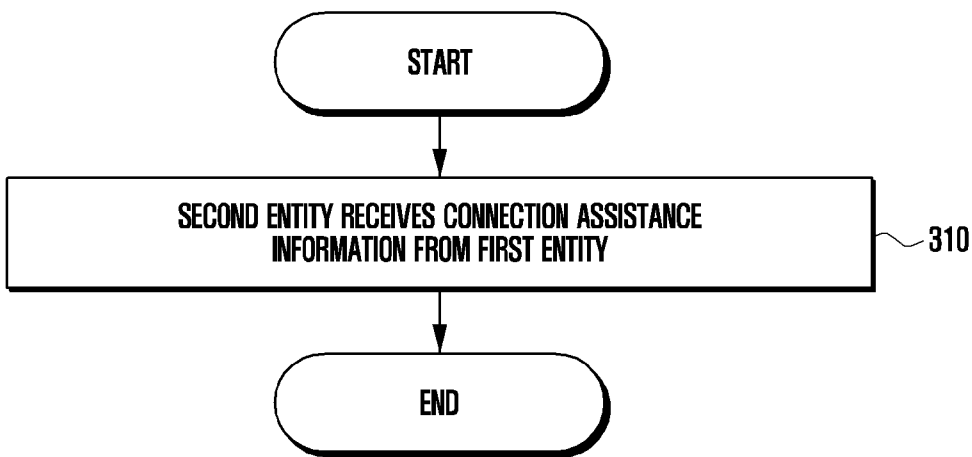 START
SECOND ENTITY RECEIVES CONNECTION ASSISTANCE
INFORMATION FROM FIRST ENTITY
310
END